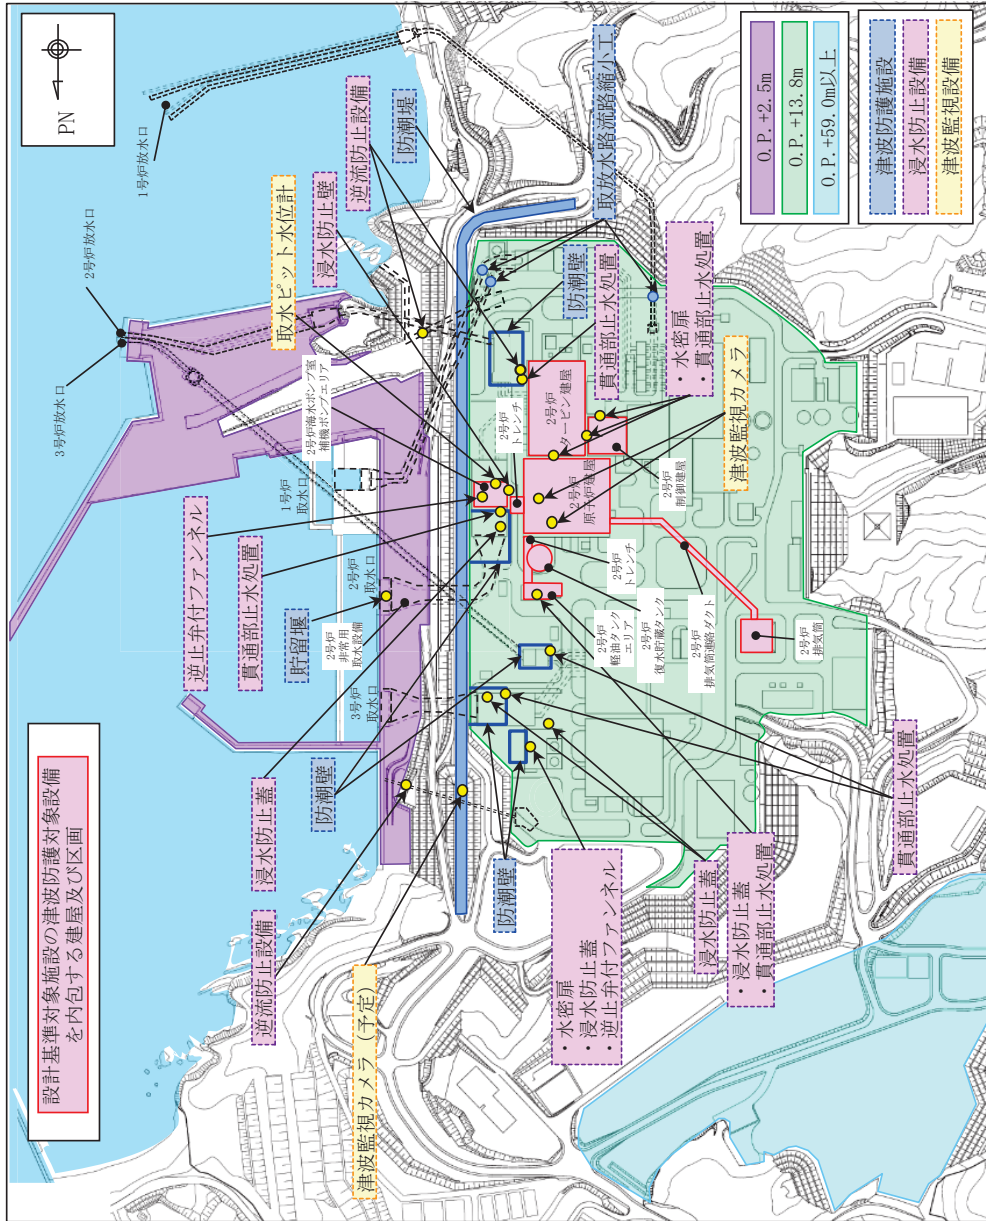 設計基準対象施設の津波防護対象設備
を内包する建屋及び区画
PN
O.P.+2.5m
O.P.+13.8m
O.P.+59.0m以上
津波防護施設
浸水防止設備
津波監視設備
1号炉放水口
2号炉放水口
3号炉放水口
取水ピット水位計
浸水防止壁
逆流防止設備
防潮堤
取放水路流路縮小工
2号炉海水ポンプ室
補機ポンプエリア
1号炉
取水口
逆止弁付ファンネル
貫通部止水処置
貯留堰
2号炉
取水口
2号炉
非常用
取水設備
3号炉
取水口
浸水防止蓋
防潮壁
逆流防止設備
津波監視カメラ（予定）
防潮壁
貫通部止水処置
・水密扉
・貫通部止水処置
津波監視カメラ
2号炉
トレンチ
2号炉
タービン建屋
2号炉
原子炉建屋
2号炉
制御建屋
2号炉
トレンチ
2号炉
復水貯蔵タンク
2号炉
軽油タンク
エリア
2号炉
排気筒連絡ダクト
2号炉
排気筒
防潮壁
・水密扉
・浸水防止蓋
・逆止弁付ファンネル
浸水防止蓋
・浸水防止蓋
・貫通部止水処置
貫通部止水処置